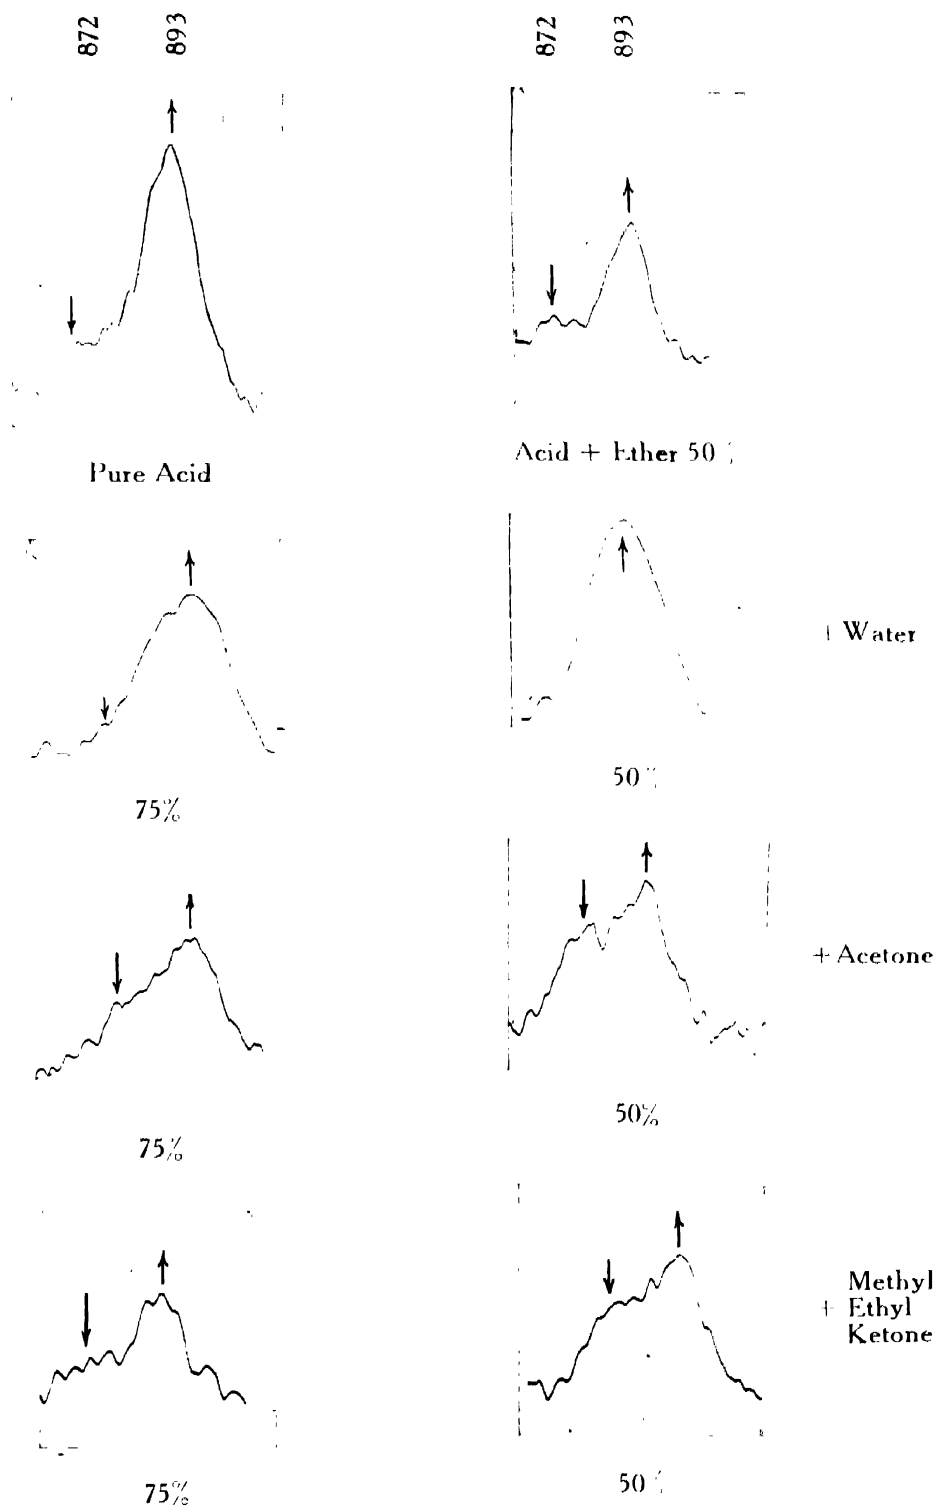 872 893
872 893
Pure Acid
Acid + Ether 50
+ Water
75%
50
+ Acetone
75%
50%
Methyl
+ Ethyl
Ketone
75%
50